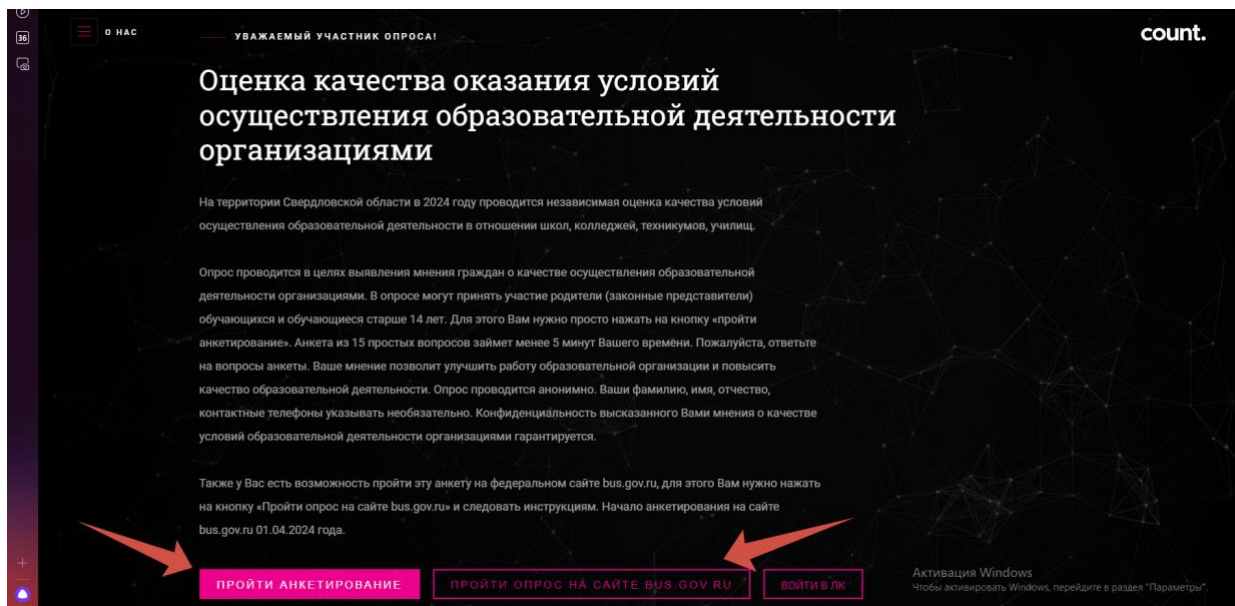 36
О НАС
УВАЖАЕМЫЙ УЧАСТНИК ОПРОСА!
count.
Оценка качества оказания условий
осуществления образовательной деятельности
организациями
На территории Свердловской области в 2024 году проводится независимая оценка качества условий
осуществления образовательной деятельности в отношении школ, колледжей, техникумов, училищ.
Опрос проводится в целях выявления мнения граждан о качестве осуществления образовательной
деятельности организациями. В опросе могут принять участие родители (законные представители)
обучающихся и обучающиеся старше 14 лет. Для этого Вам нужно просто нажать на кнопку «пройти
анкетирование». Анкета из 15 простых вопросов займет менее 5 минут Вашего времени. Пожалуйста, ответьте
на вопросы анкеты. Ваше мнение позволит улучшить работу образовательной организации и повысить
качество образовательной деятельности. Опрос проводится анонимно. Ваши фамилию, имя, отчество,
контактные телефоны указывать необязательно. Конфиденциальность высказанного Вами мнения о качестве
условий образовательной деятельности организациями гарантируется.
Также у Вас есть возможность пройти эту анкету на федеральном сайте bus.gov.ru, для этого Вам нужно нажать
на кнопку «Пройти опрос на сайте bus.gov.ru» и следовать инструкциям. Начало анкетирования на сайте
bus.gov.ru 01.04.2024 года.
ПРОЙТИ АНКЕТИРОВАНИЕ
ПРОЙТИ ОПРОС НА САЙТЕ BUS.GOV.RU
ВОЙТИ В ЛК
Активация Windows
Чтобы активировать Windows, перейдите в раздел "Параметры".